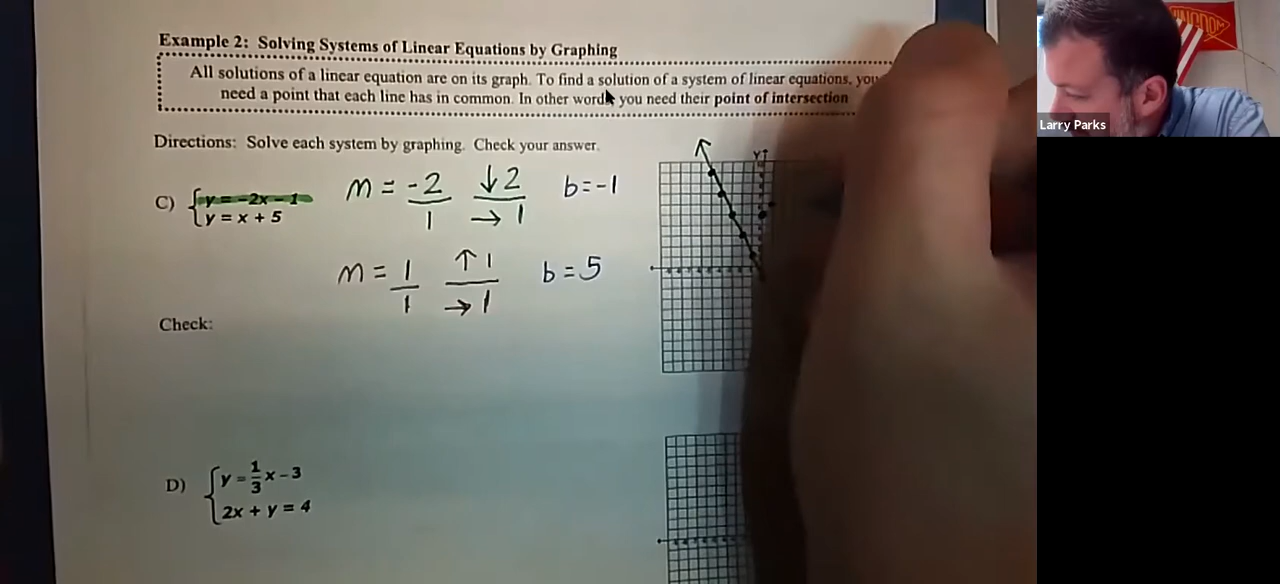 Example 2: Solving Systems of Linear Equations by Graphing
All solutions of a linear equation are on its graph. To find a solution of a system of linear equations, you
need a point that each line has in common. In other words you need their point of intersection
Directions: Solve each system by graphing. Check your answer.
C) y = -2x - 1 m = -2/1 ↓2/→1 b = -1
y = x + 5
m = 1/1 ↑1/→1 b = 5
Check:
D) y = 1/3 x - 3
2x + y = 4
Y
KINGDOM
Larry Parks